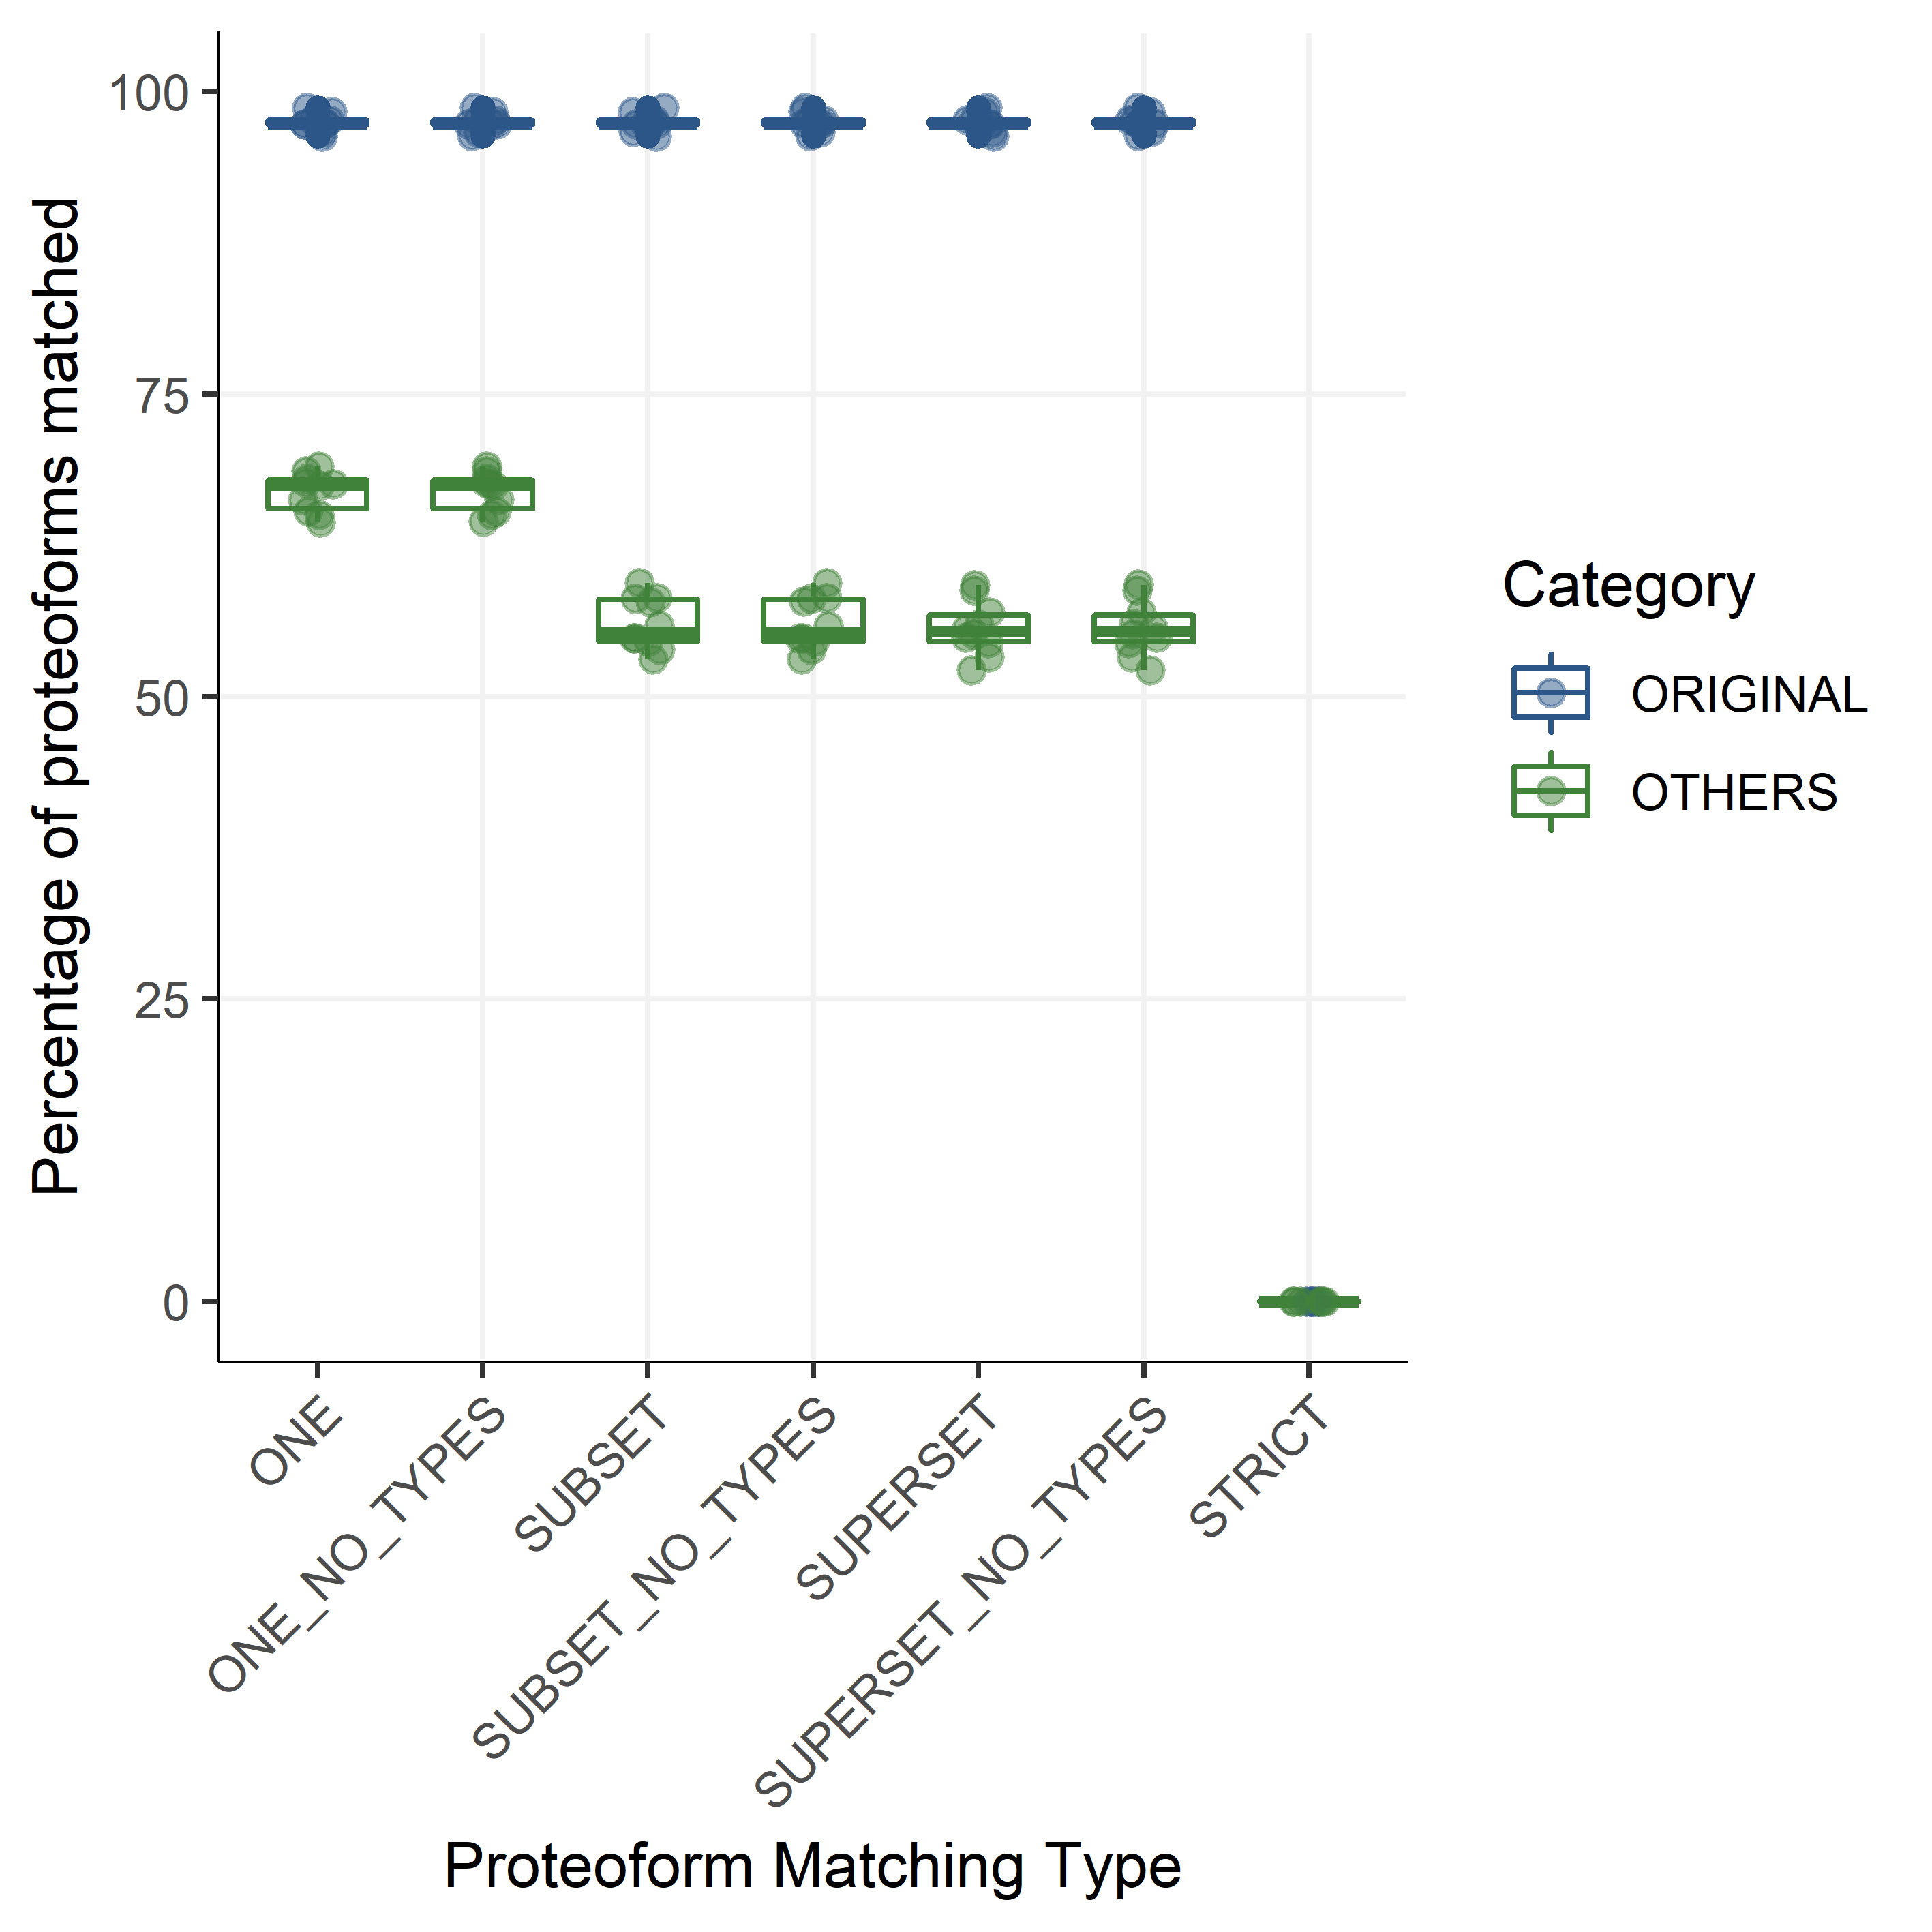 Percentage of proteoforms matched
100
75
50
25
0
ONE
ONE_NO_TYPES
SUBSET
SUBSET_NO_TYPES
SUPERSET
SUPERSET_NO_TYPES
STRICT
Proteoform Matching Type
Category
ORIGINAL
OTHERS